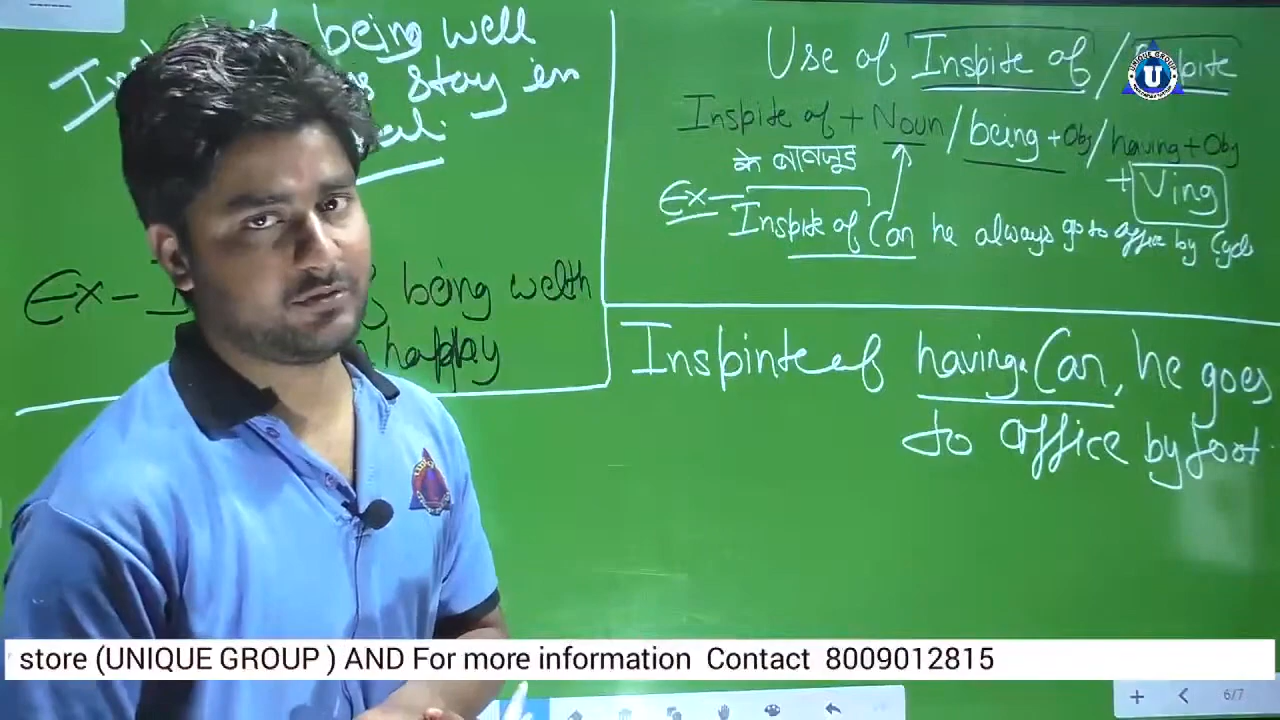 being well
stay in
Use of Inspite of /
Inspite of + Noun / being + Obj / having + Obj
के बावजूद
+ Ving
Ex - Inspite of Car he always go to office by Cycle
Ex - being welth
happy
Inspinte of having Car, he goes
to office by foot.
UNIQUE GROUP
U
store (UNIQUE GROUP ) AND For more information Contact 8009012815
6/7